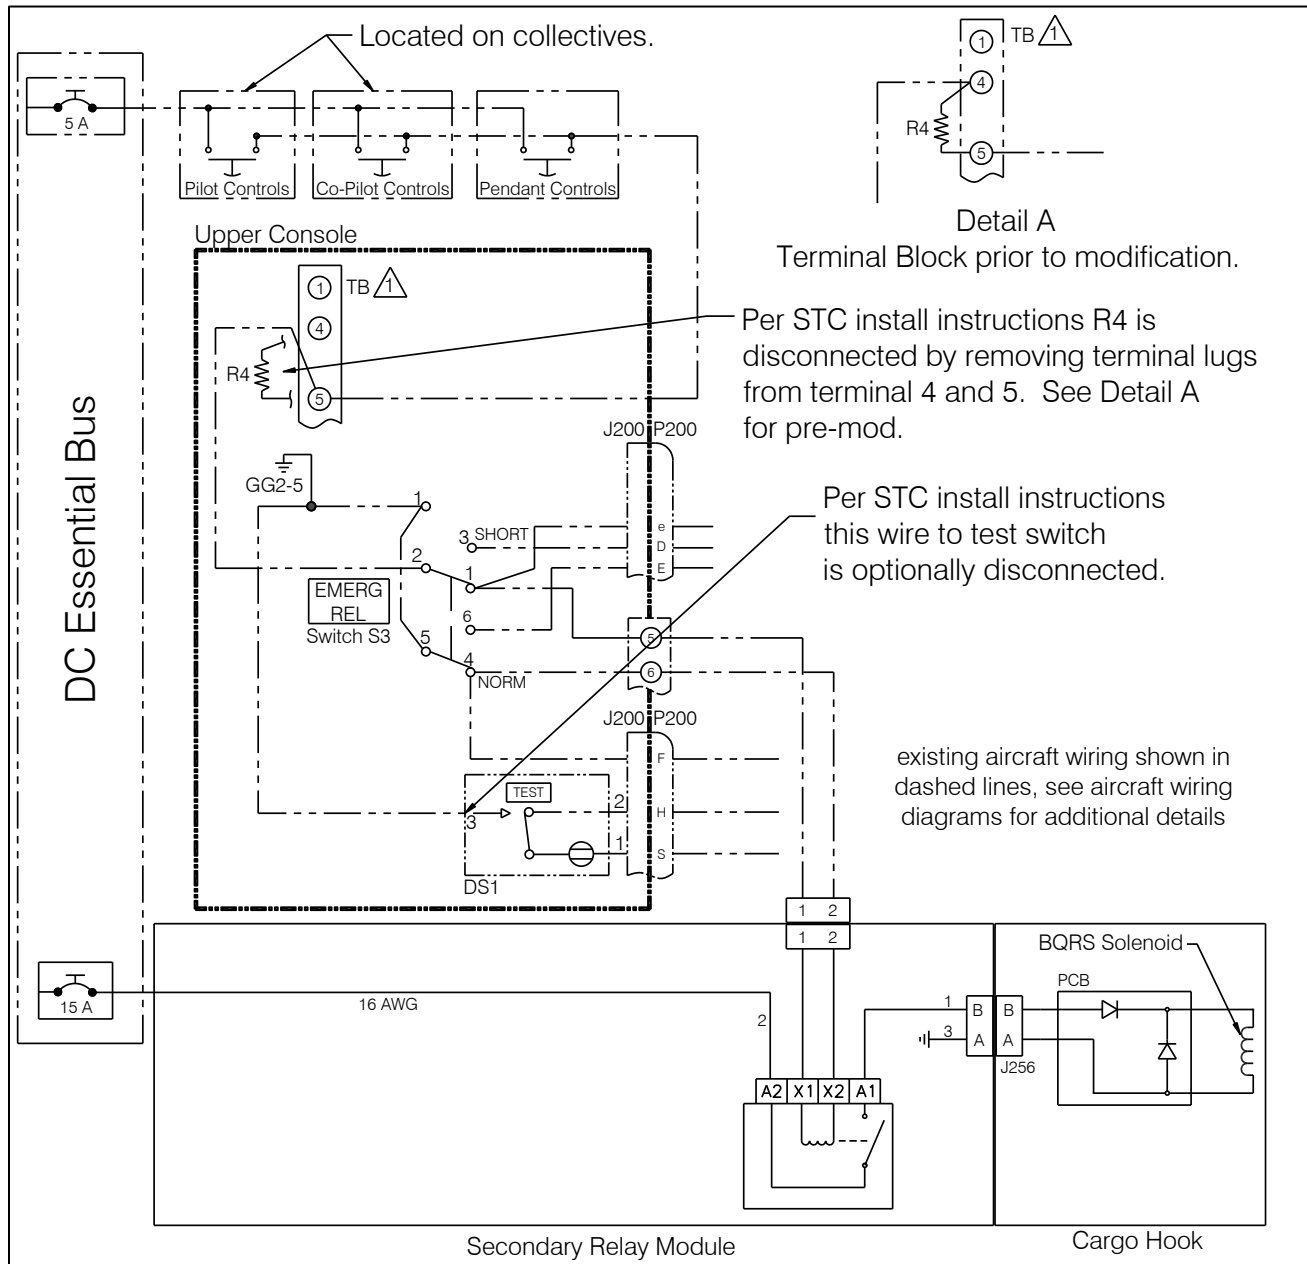 Located on collectives.
5 A
Pilot Controls
Co-Pilot Controls
Pendant Controls
1
TB 1
4
R4
5
Detail A
Terminal Block prior to modification.
Upper Console
1
TB 1
4
R4
5
Per STC install instructions R4 is
disconnected by removing terminal lugs
from terminal 4 and 5. See Detail A
for pre-mod.
DC Essential Bus
J200 P200
GG2-5
1
e
3 SHORT
D
2
1
E
EMERG
REL
Switch S3
6
5
5
4
NORM
6
Per STC install instructions
this wire to test switch
is optionally disconnected.
J200 P200
F
TEST
2
H
3
1
S
DS1
existing aircraft wiring shown in
dashed lines, see aircraft wiring
diagrams for additional details
1 2
1 2
15 A
16 AWG
2
1
3
B
A
B
A
J256
BQRS Solenoid
PCB
A2 X1 X2 A1
Secondary Relay Module
Cargo Hook